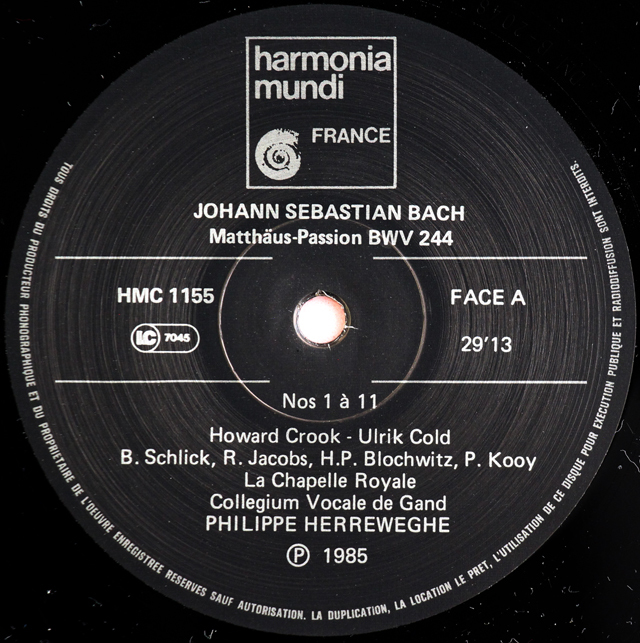 harmonia
mundi
FRANCE
JOHANN SEBASTIAN BACH
Matthäus-Passion BWV 244
HMC 1155
FACE A
LC 7045
29'13
Nos 1 à 11
Howard Crook - Ulrik Cold
B. Schlick, R. Jacobs, H.P. Blochwitz, P. Kooy
La Chapelle Royale
Collegium Vocale de Gand
PHILIPPE HERREWEGHE
℗ 1985
TOUS DROITS DU PRODUCTEUR PHONOGRAPHIQUE ET DU PROPRIETAIRE DE L'OEUVRE ENREGISTREE RESERVES SAUF AUTORISATION. LA DUPLICATION, LA LOCATION LE PRET, L'UTILISATION DE CE DISQUE POUR EXECUTION PUBLIQUE ET RADIODIFFUSION SONT INTERDITS.